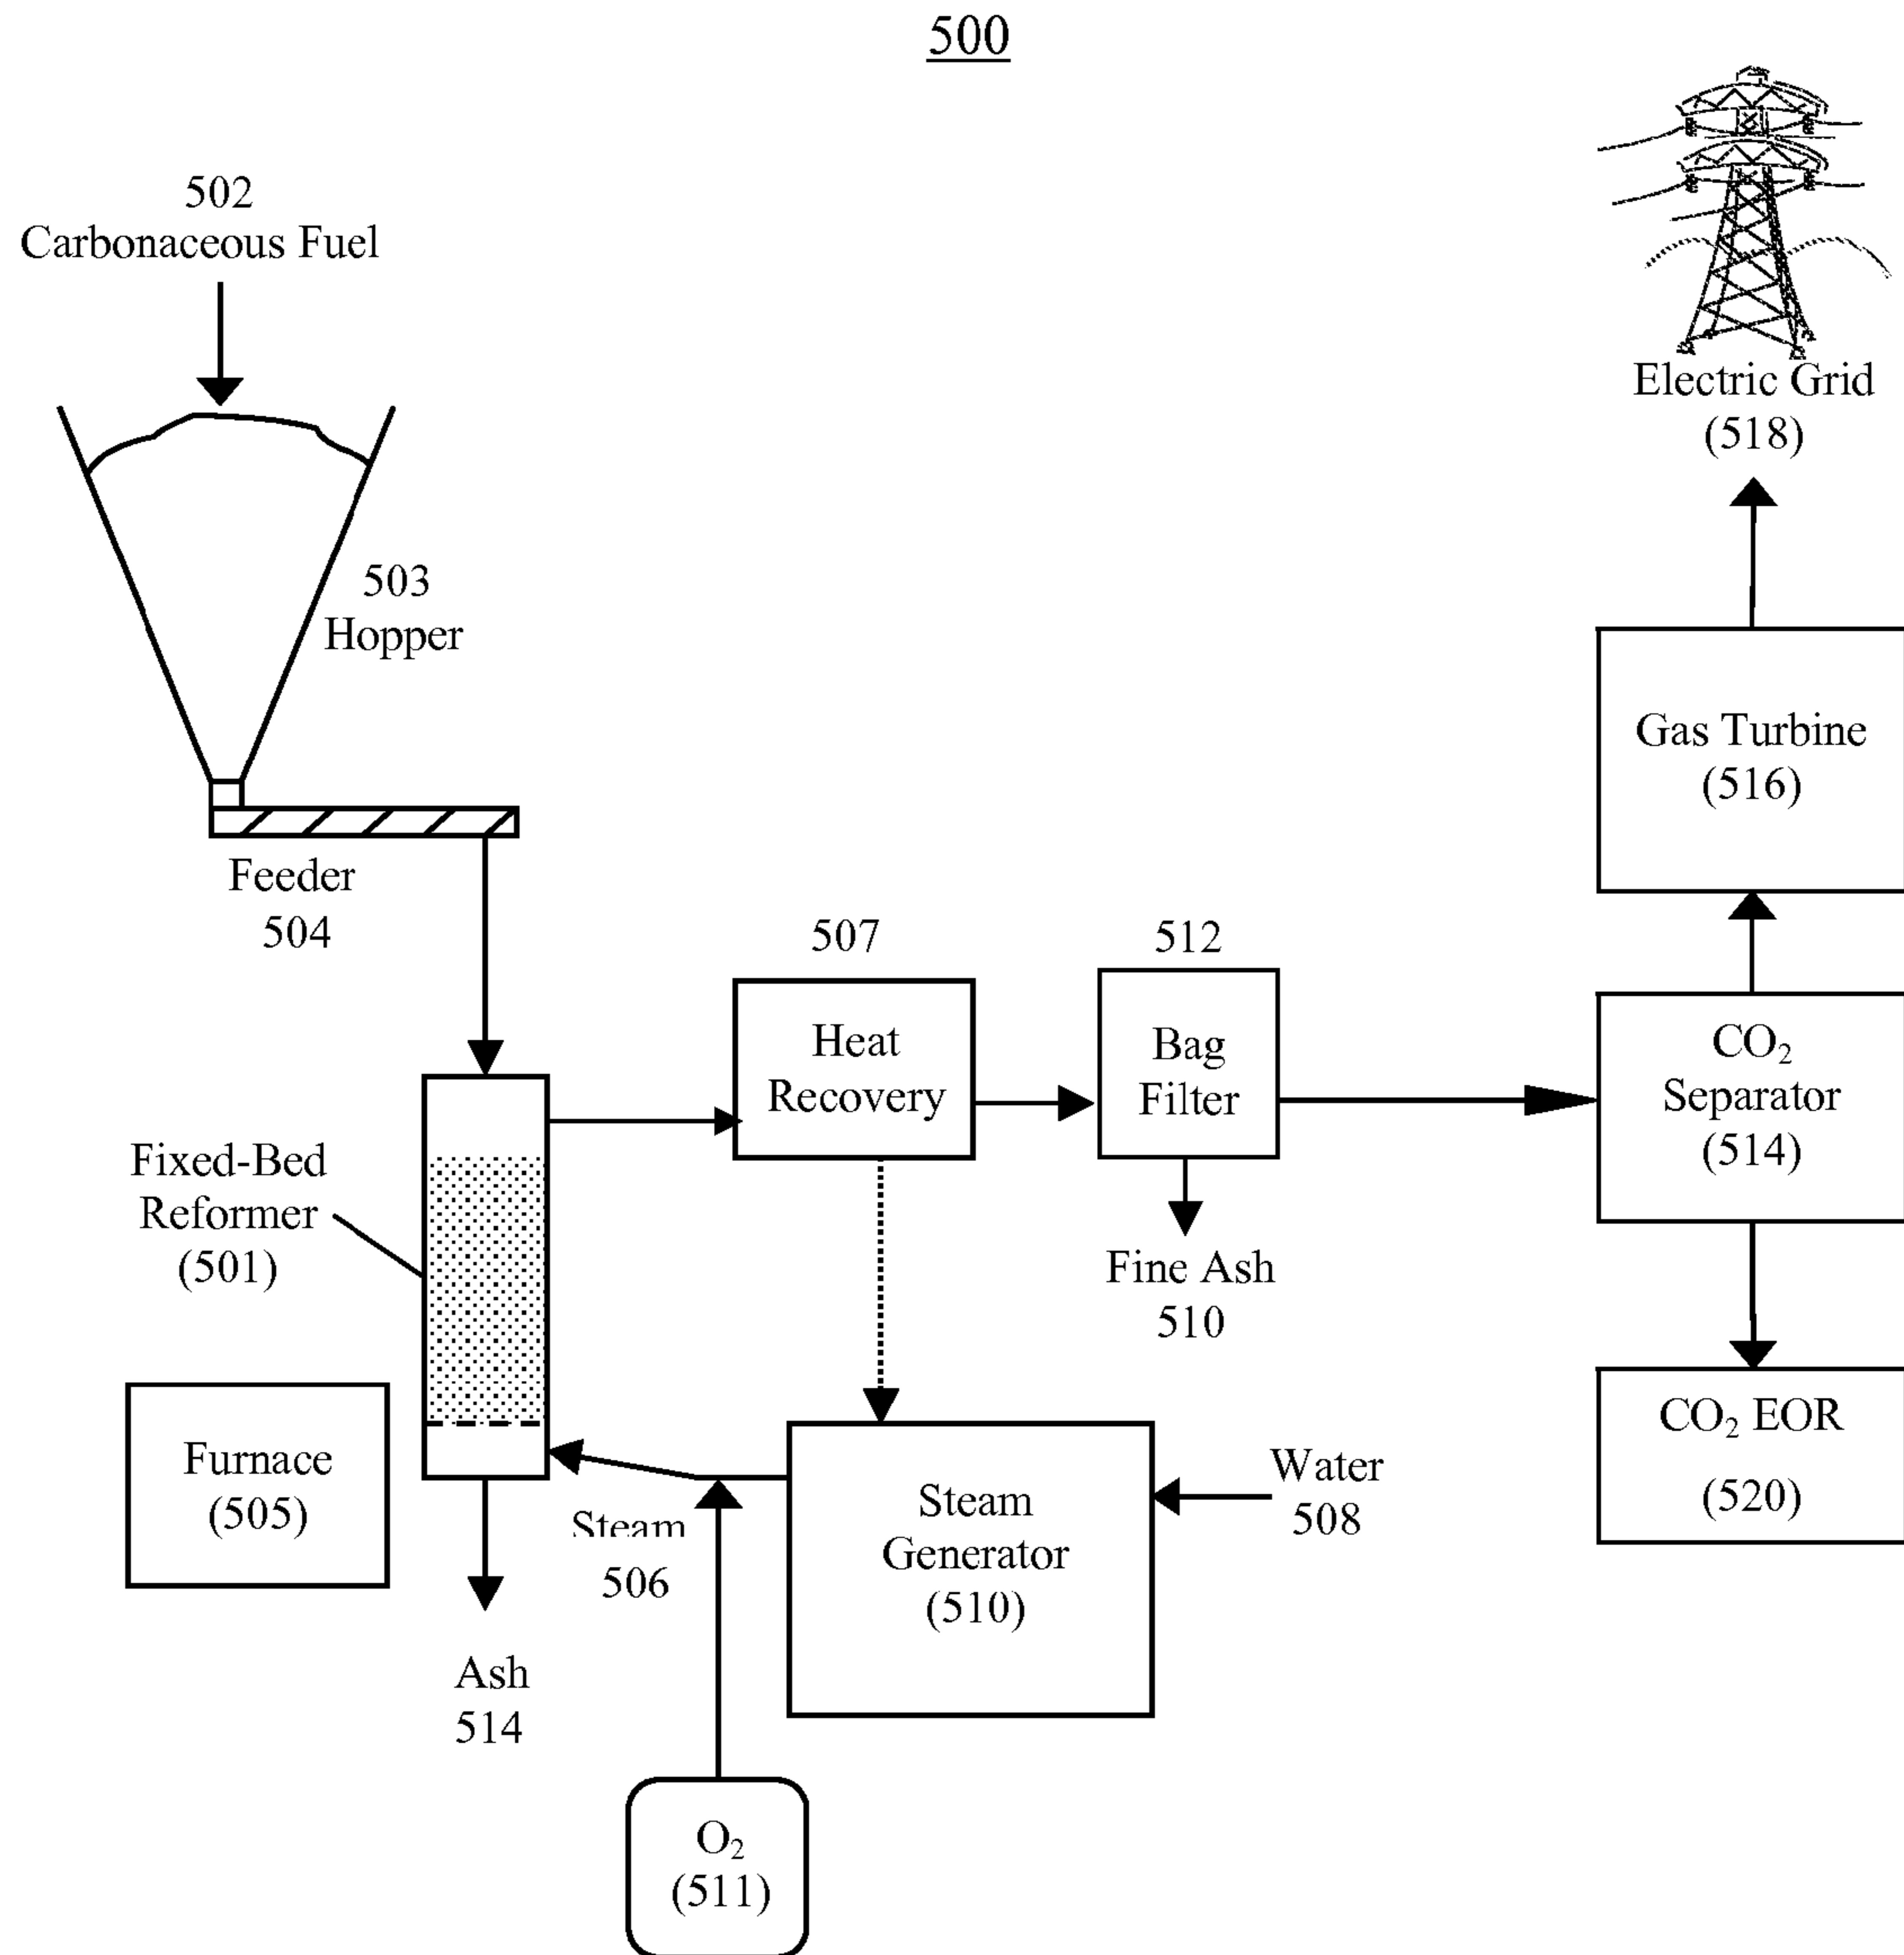 500
502
Carbonaceous Fuel
503
Hopper
Feeder
504
Electric Grid
(518)
Gas Turbine
(516)
507
Heat
Recovery
512
Bag
Filter
CO₂
Separator
(514)
Fixed-Bed
Reformer
(501)
Fine Ash
510
Furnace
(505)
Steam
506
Steam
Generator
(510)
Water
508
CO₂ EOR
(520)
Ash
514
O₂
(511)